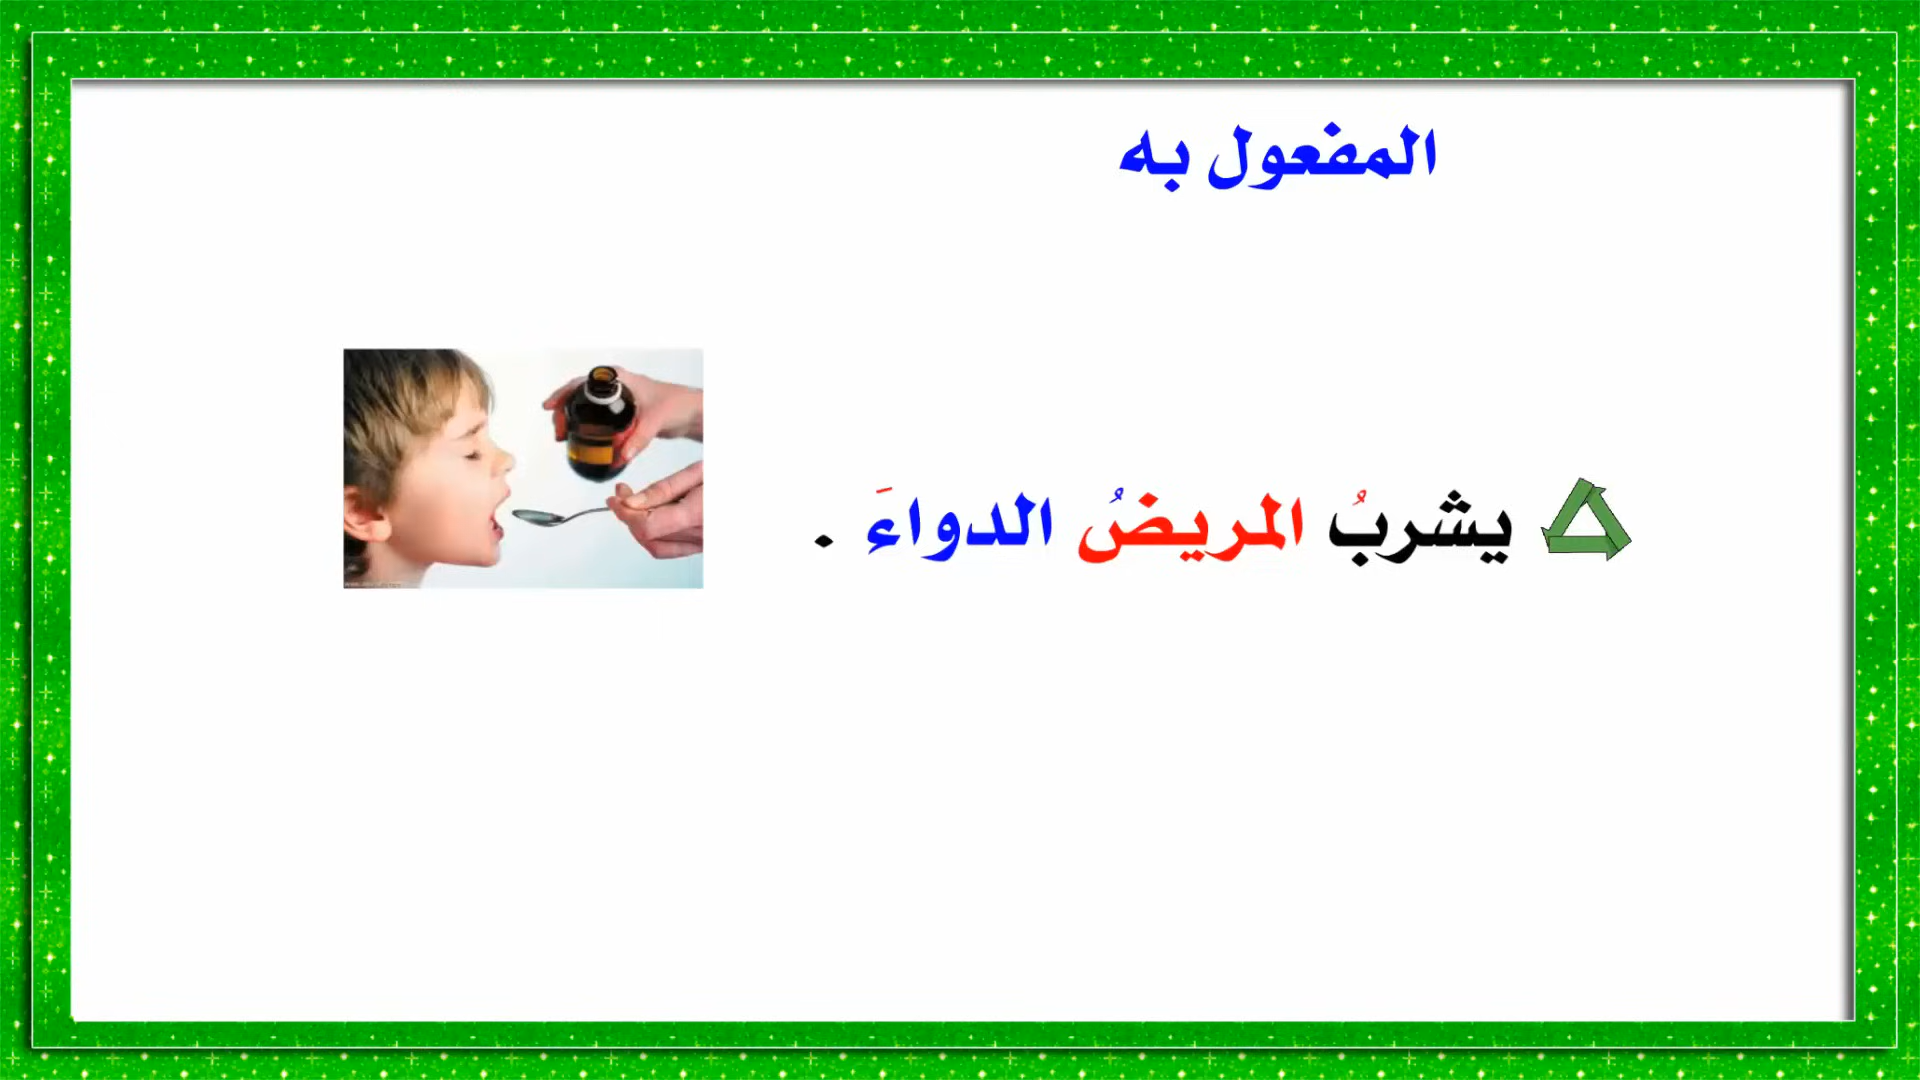 المفعول به
يشربُ المريضُ الدواءَ .